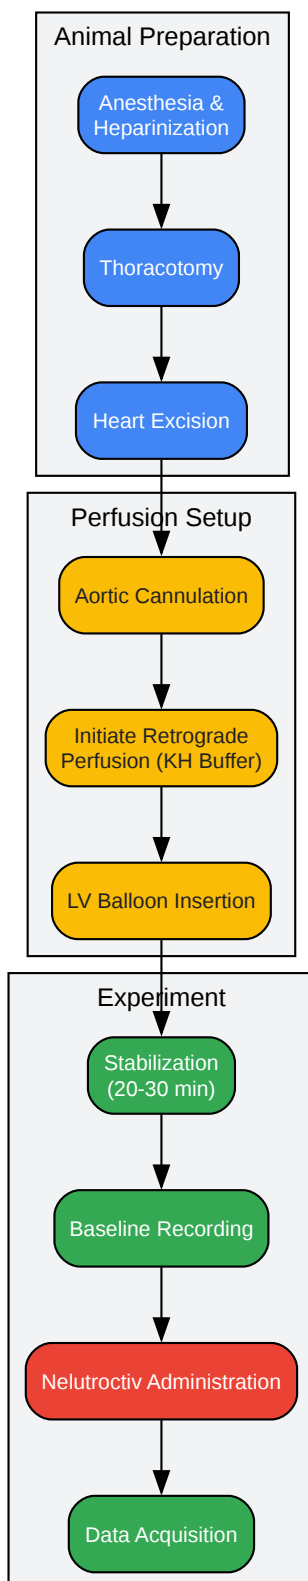 Animal Preparation
Anesthesia &
Heparinization
Thoracotomy
Heart Excision
Perfusion Setup
Aortic Cannulation
Initiate Retrograde
Perfusion (KH Buffer)
LV Balloon Insertion
Experiment
Stabilization
(20-30 min)
Baseline Recording
Nelutroctiv Administration
Data Acquisition